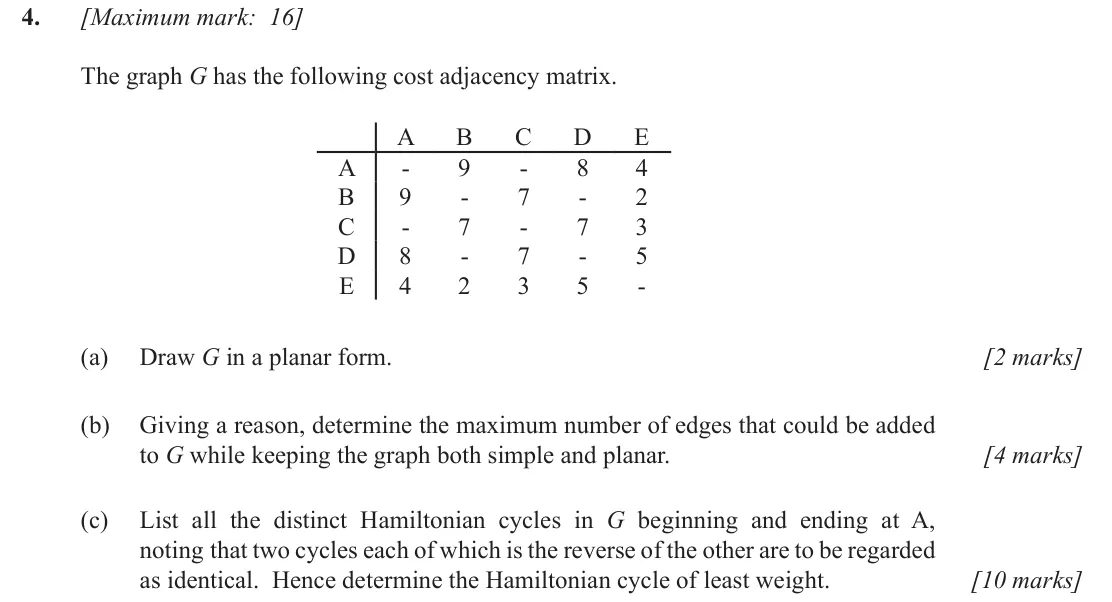 4. [Maximum mark: 16]
The graph G has the following cost adjacency matrix.
A B C D E
A - 9 - 8 4
B 9 - 7 - 2
C - 7 - 7 3
D 8 - 7 - 5
E 4 2 3 5 -
(a) Draw G in a planar form. [2 marks]
(b) Giving a reason, determine the maximum number of edges that could be added
to G while keeping the graph both simple and planar. [4 marks]
(c) List all the distinct Hamiltonian cycles in G beginning and ending at A,
noting that two cycles each of which is the reverse of the other are to be regarded
as identical. Hence determine the Hamiltonian cycle of least weight. [10 marks]